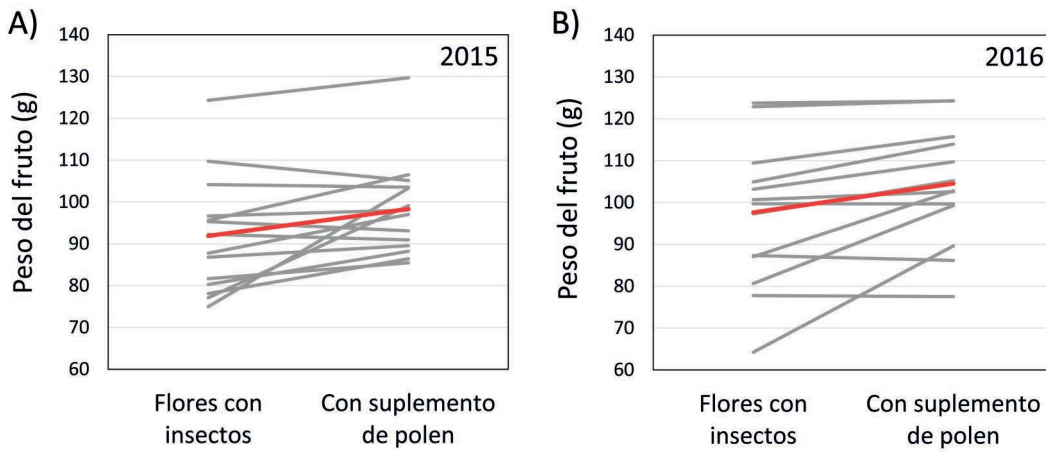 A)
2015
Peso del fruto (g)
140
130
120
110
100
90
80
70
60
Flores con
insectos
Con suplemento
de polen
B)
2016
Peso del fruto (g)
140
130
120
110
100
90
80
70
60
Flores con
insectos
Con suplemento
de polen